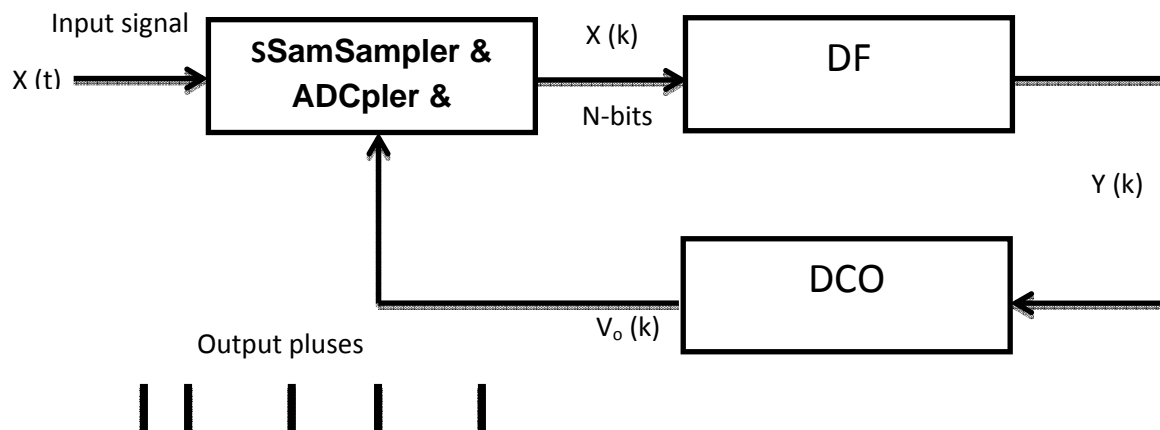 Input signal
X (t)
sSamSampler &
ADCpler &
X (k)
N-bits
DF
Y (k)
DCO
Vo (k)
Output pluses